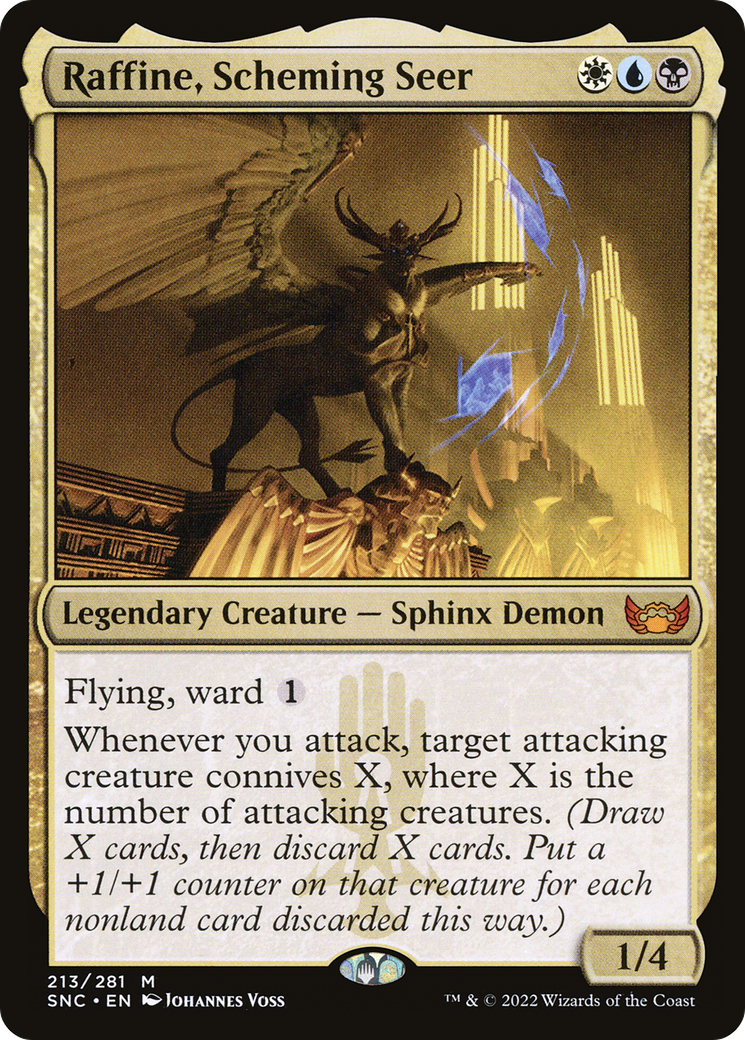 Raffine, Scheming Seer
Legendary Creature — Sphinx Demon
Flying, ward 1
Whenever you attack, target attacking
creature connives X, where X is the
number of attacking creatures. (Draw
X cards, then discard X cards. Put a
+1/+1 counter on that creature for each
nonland card discarded this way.)
1/4
213/281 M
SNC • EN Johannes Voss
™ & © 2022 Wizards of the Coast